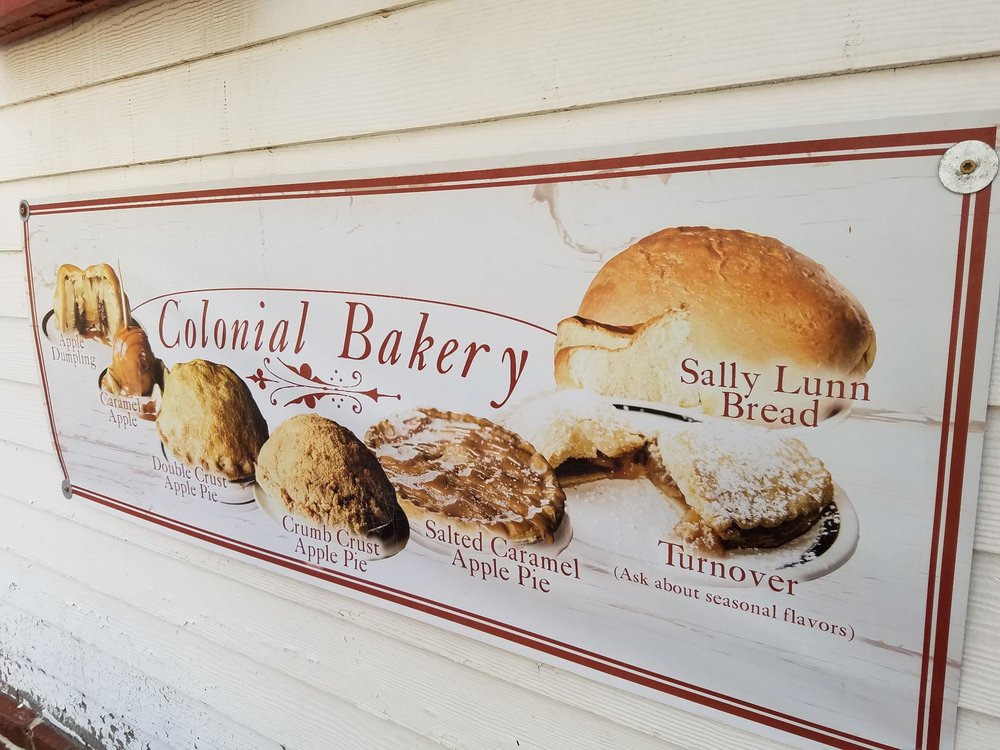 Colonial Bakery
Apple
Dumpling
Caramel
Apple
Double Crust
Apple Pie
Crumb Crust
Apple Pie
Salted Caramel
Apple Pie
Sally Lunn
Bread
Turnover
(Ask about seasonal flavors)